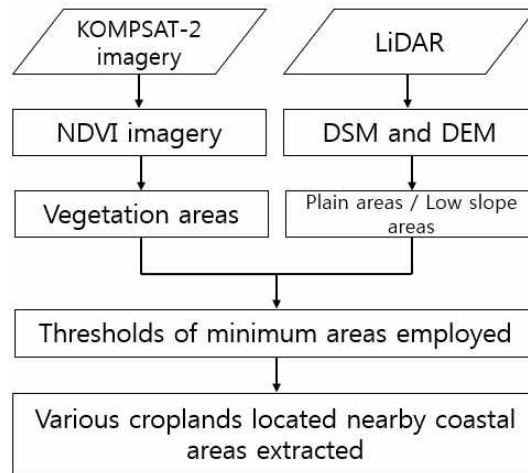 KOMPSAT-2
imagery
LiDAR
NDVI imagery
DSM and DEM
Vegetation areas
Plain areas / Low slope
areas
Thresholds of minimum areas employed
Various croplands located nearby coastal
areas extracted